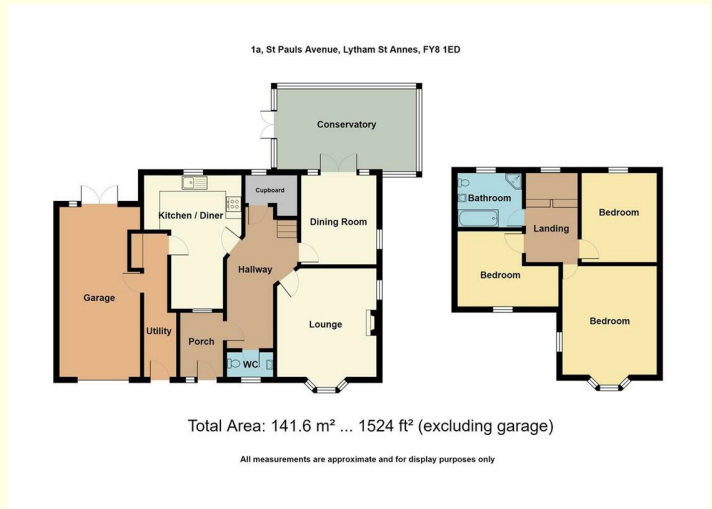 1a, St Pauls Avenue, Lytham St Annes, FY8 1ED
Conservatory
Cupboard
Kitchen / Diner
Dining Room
Hallway
Garage
Utility
Porch
Lounge
WC
Bathroom
Landing
Bedroom
Bedroom
Bedroom
Total Area: 141.6 m² ... 1524 ft² (excluding garage)
All measurements are approximate and for display purposes only